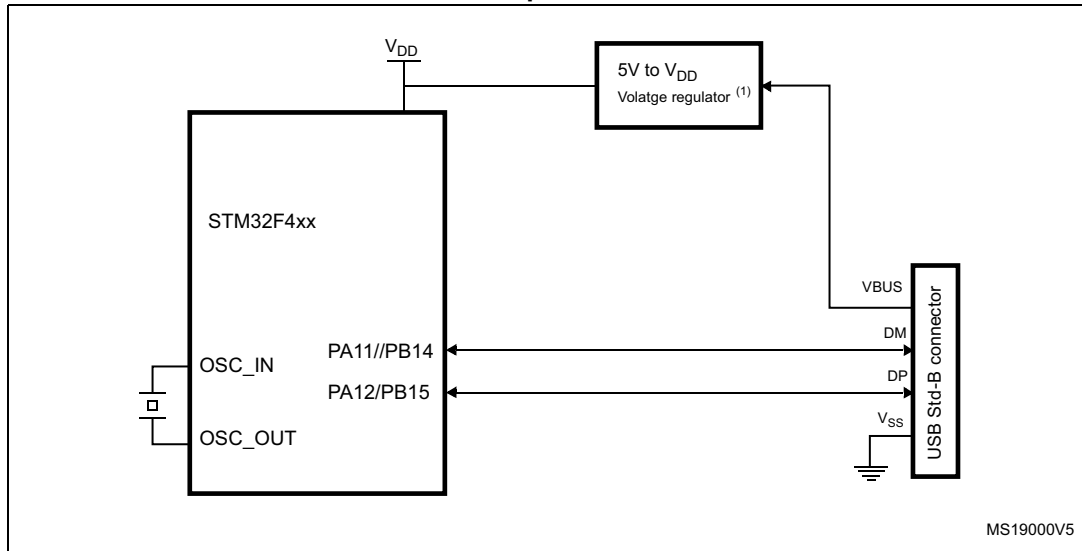 V_DD
5V to V_DD
Volatge regulator (1)
STM32F4xx
VBUS
DM
PA11//PB14
OSC_IN
DP
PA12/PB15
V_SS
OSC_OUT
USB Std-B connector
MS19000V5